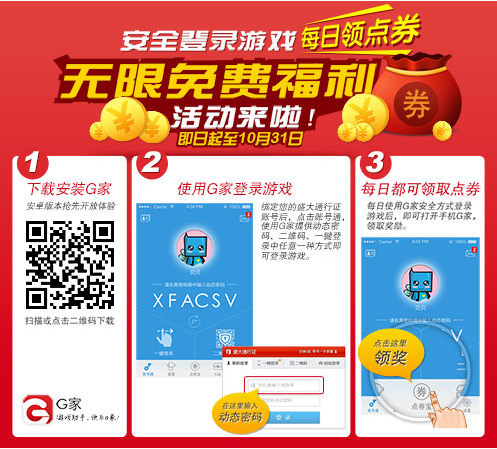 安全登录游戏 每日领点券
无限免费福利
活动来啦！
即日起至10月31日
券
1
下载安装G家
安卓版本抢先开放体验
扫描或点击二维码下载
G家
游戏助手，快乐e家！
2
使用G家登录游戏
绑定您的盛大通行证
账号后，点击账号通，
使用G家提供动态密
码、二维码、一键登
录中任意一种方式即
可登录游戏。
4:34 PM
XFACSV
一键登录
盛大通行证
在这里输入
动态密码
登录
3
每日都可领取点券
每日使用G家安全方式登录
游戏后，即可打开手机G家。
领取奖励。
4:34 PM
点击这里
领奖
券
点券宝